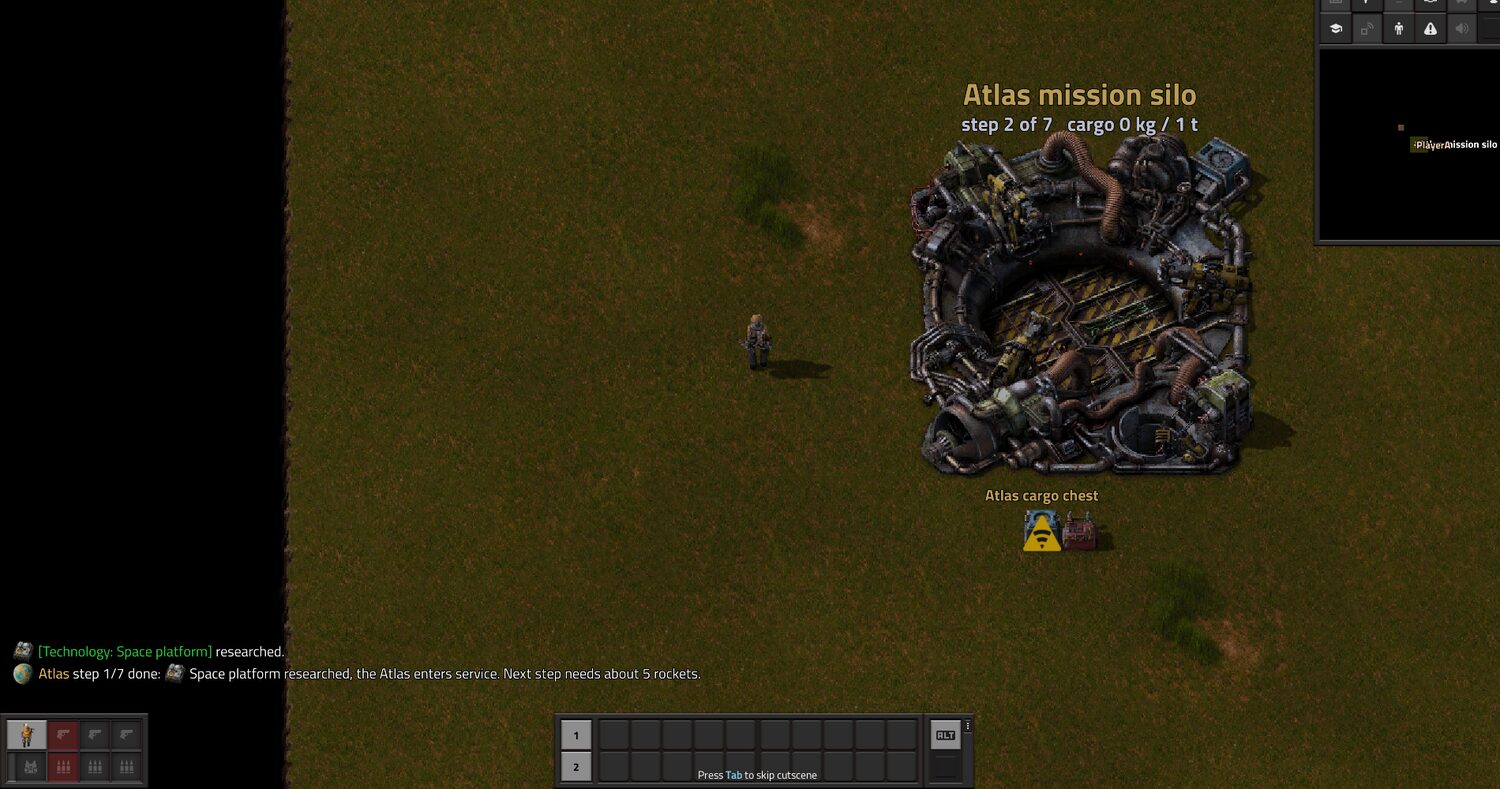 Atlas mission silo
step 2 of 7 cargo 0 kg / 1 t
mission silo
Atlas cargo chest
[Technology: Space platform] researched.
Atlas step 1/7 done: Space platform researched, the Atlas enters service. Next step needs about 5 rockets.
1
ALT
2
Press Tab to skip cutscene